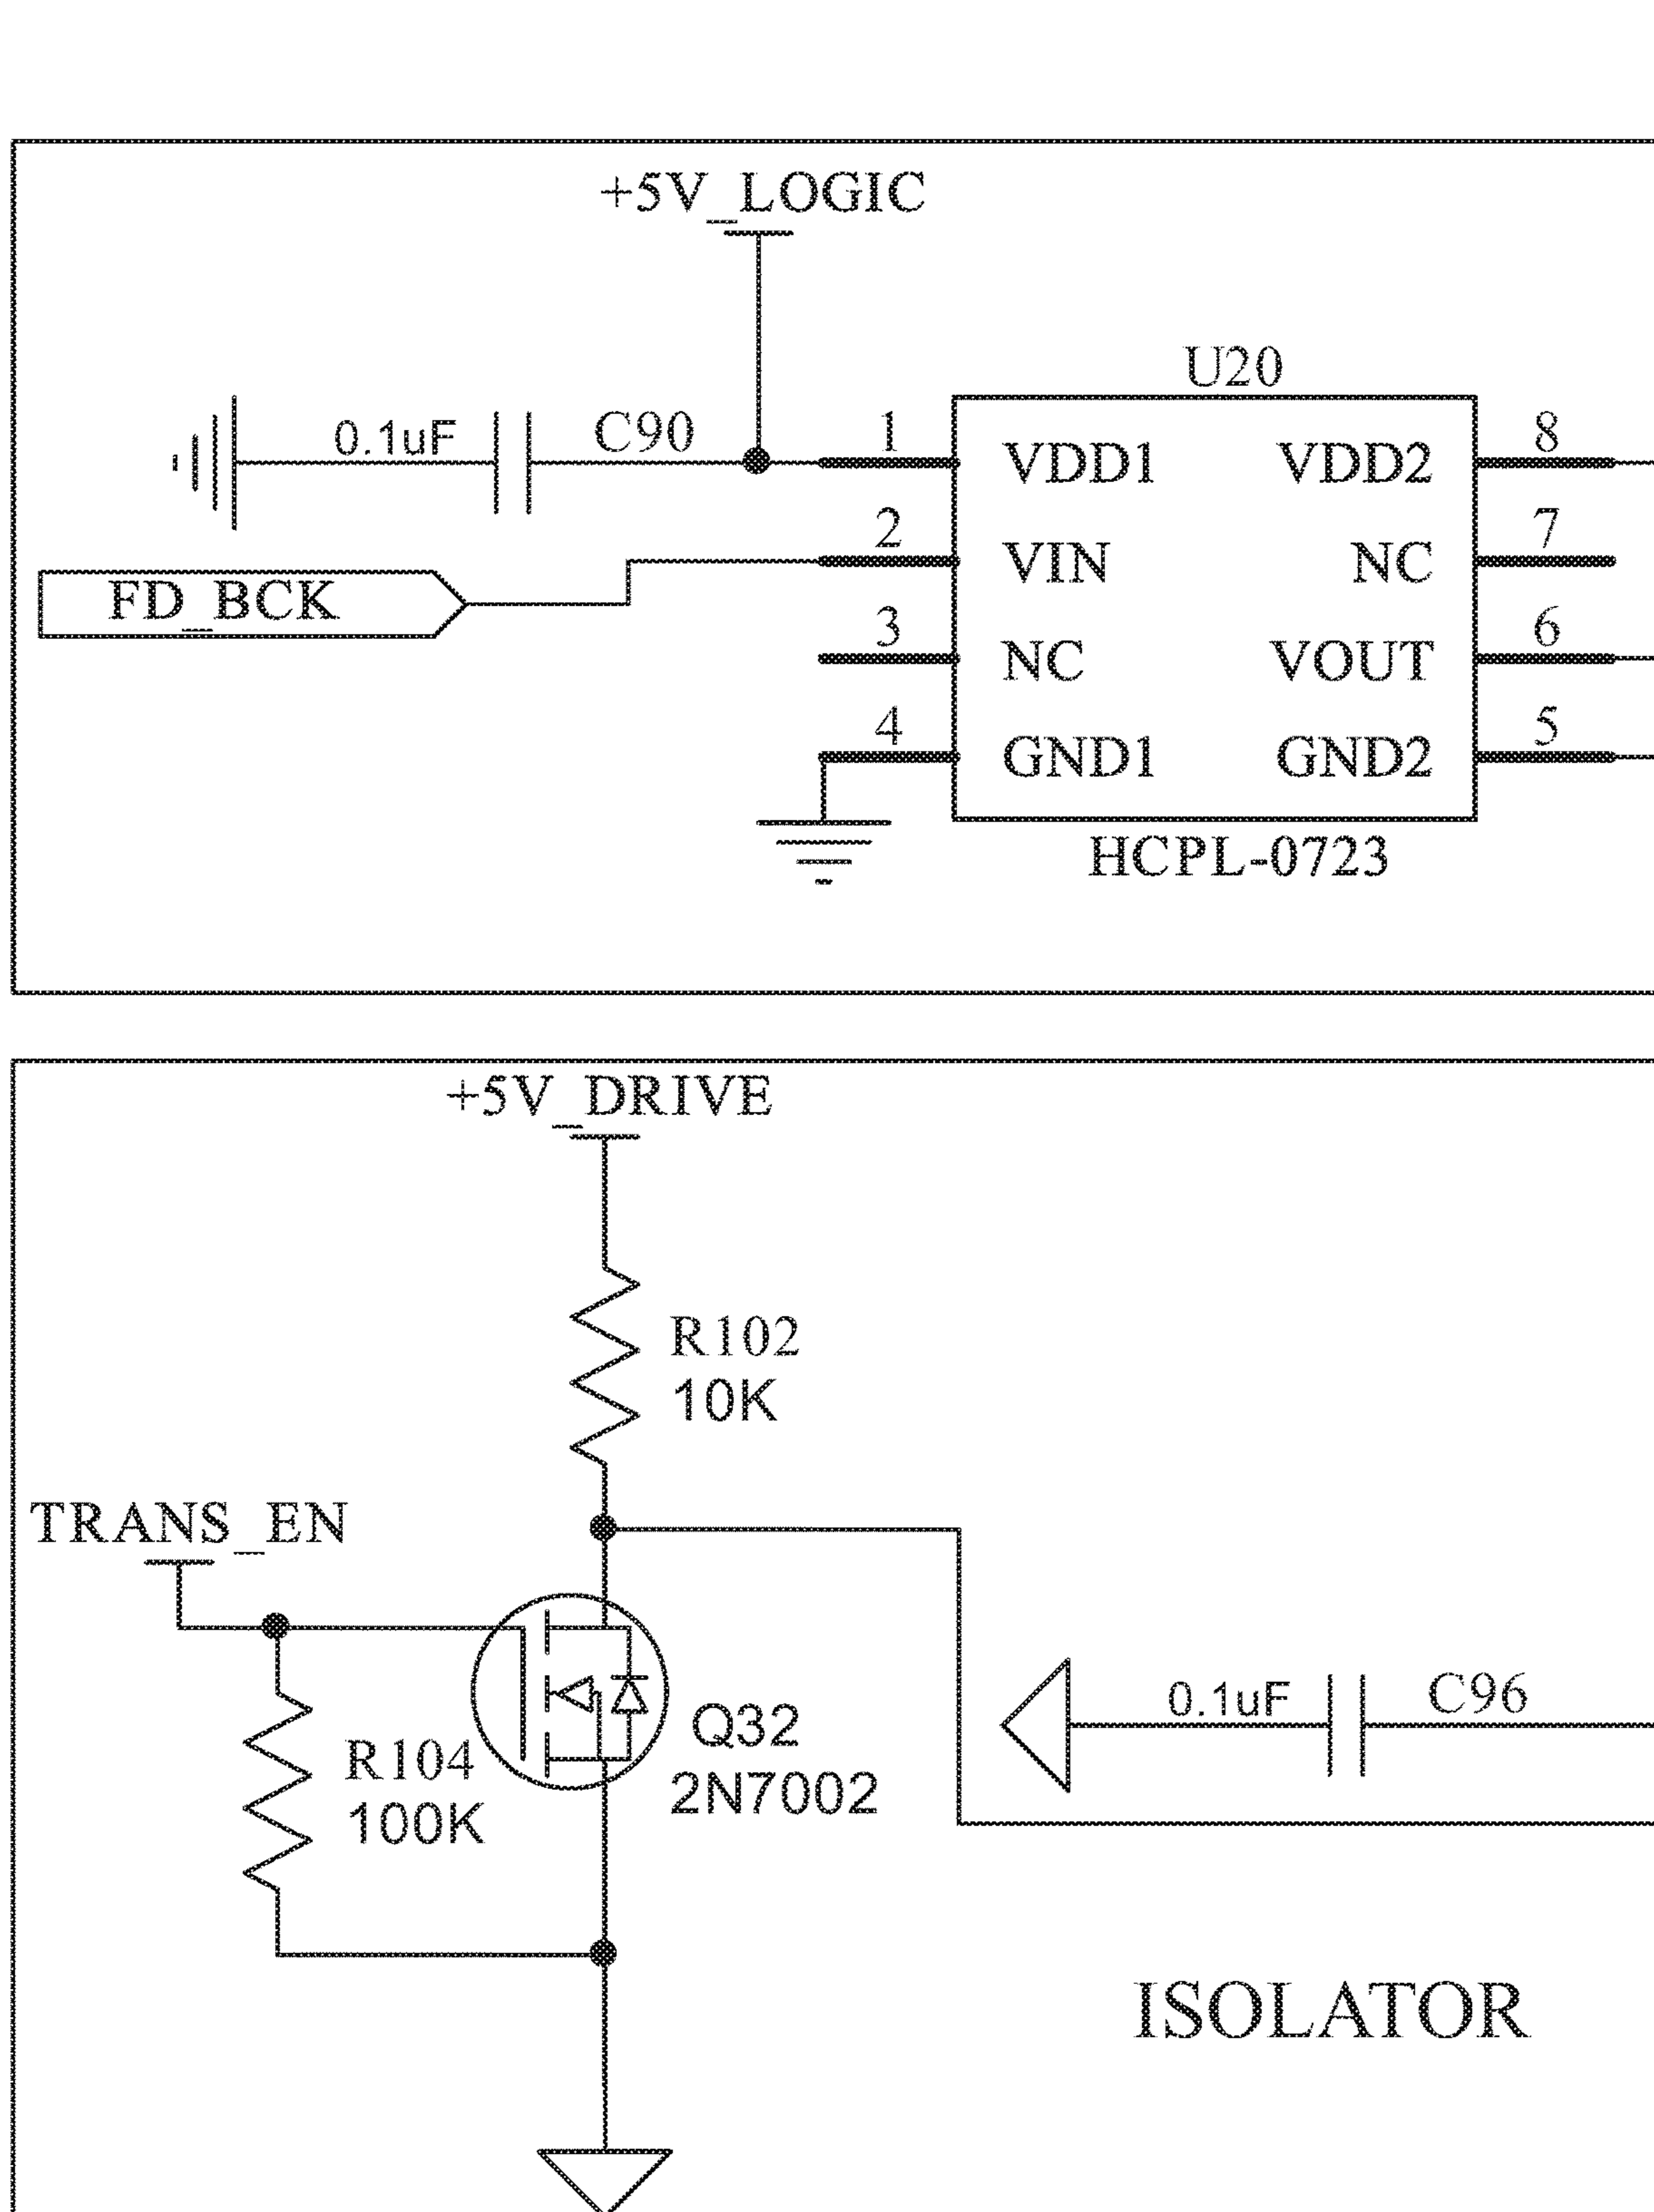 +5V_LOGIC
U20
0.1uF C90 1 VDD1 VDD2 8
FD_BCK 2 VIN NC 7
3 NC VOUT 6
4 GND1 GND2 5
HCPL-0723
+5V_DRIVE
R102
10K
TRANS_EN
0.1uF C96
Q32
2N7002
R104
100K
ISOLATOR